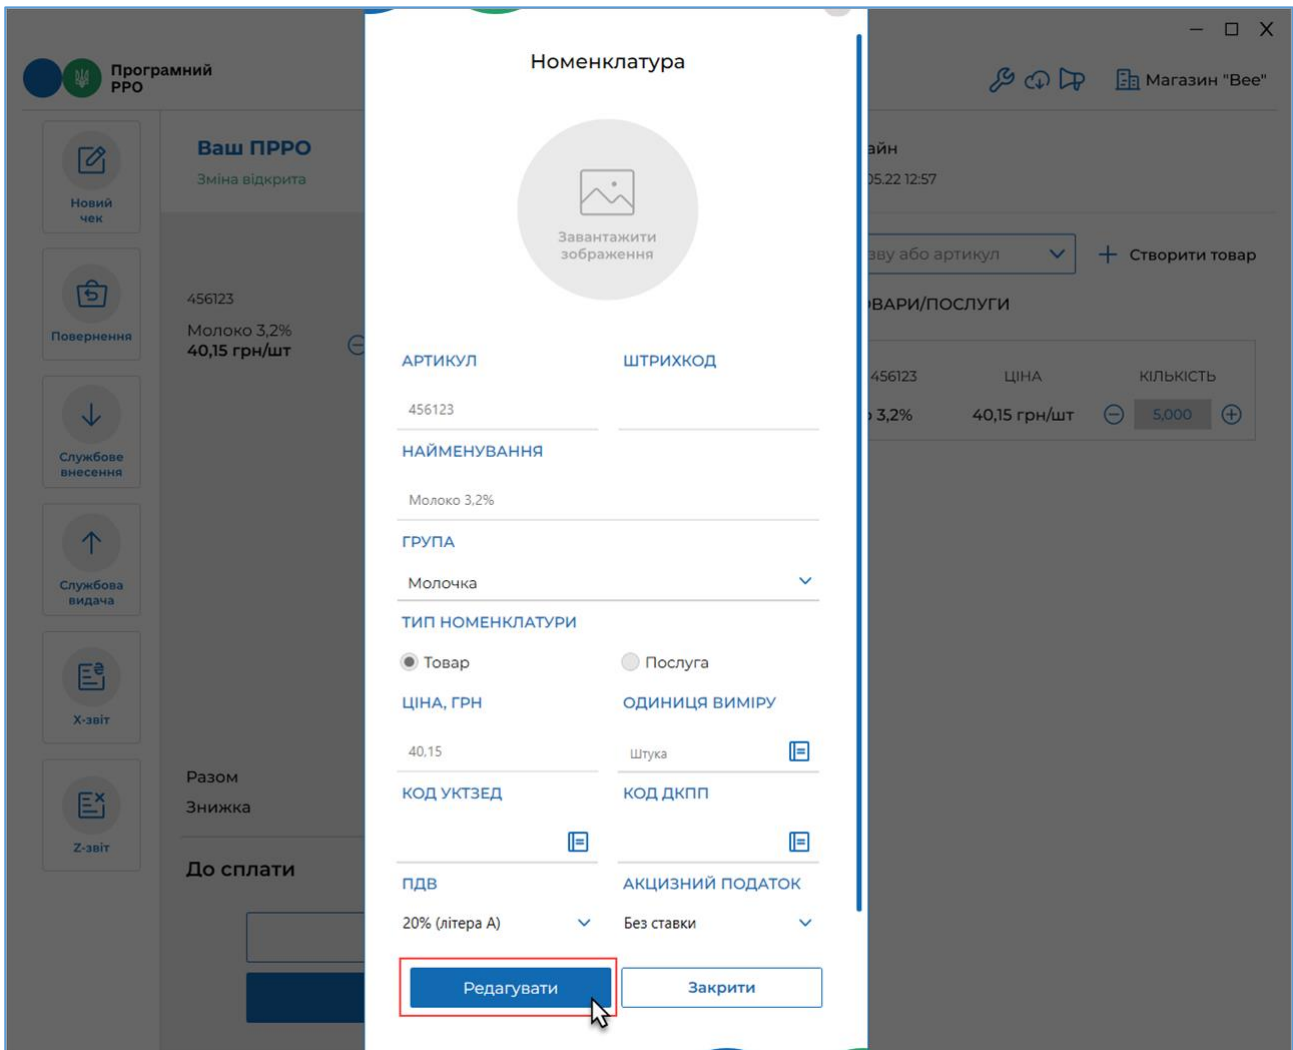 Програмний
РРО
Магазин "Bee"
Новий
чек
Повернення
Службове
внесення
Службова
видача
X-звіт
Z-звіт
Ваш ПРРО
Зміна відкрита
456123
Молоко 3,2%
40,15 грн/шт
Разом
Знижка
До сплати
Номенклатура
Завантажити
зображення
АРТИКУЛ ШТРИХКОД
456123
НАЙМЕНУВАННЯ
Молоко 3,2%
ГРУПА
Молочка
ТИП НОМЕНКЛАТУРИ
Товар Послуга
ЦІНА, ГРН ОДИНИЦЯ ВИМІРУ
40,15 Штука
КОД УКТЗЕД КОД ДКПП
ПДВ АКЦИЗНИЙ ПОДАТОК
20% (літера А) Без ставки
Редагувати Закрити
айн
05.22 12:57
зву або артикул + Створити товар
ВАРИ/ПОСЛУГИ
456123 ЦІНА КІЛЬКІСТЬ
3,2% 40,15 грн/шт 5,000